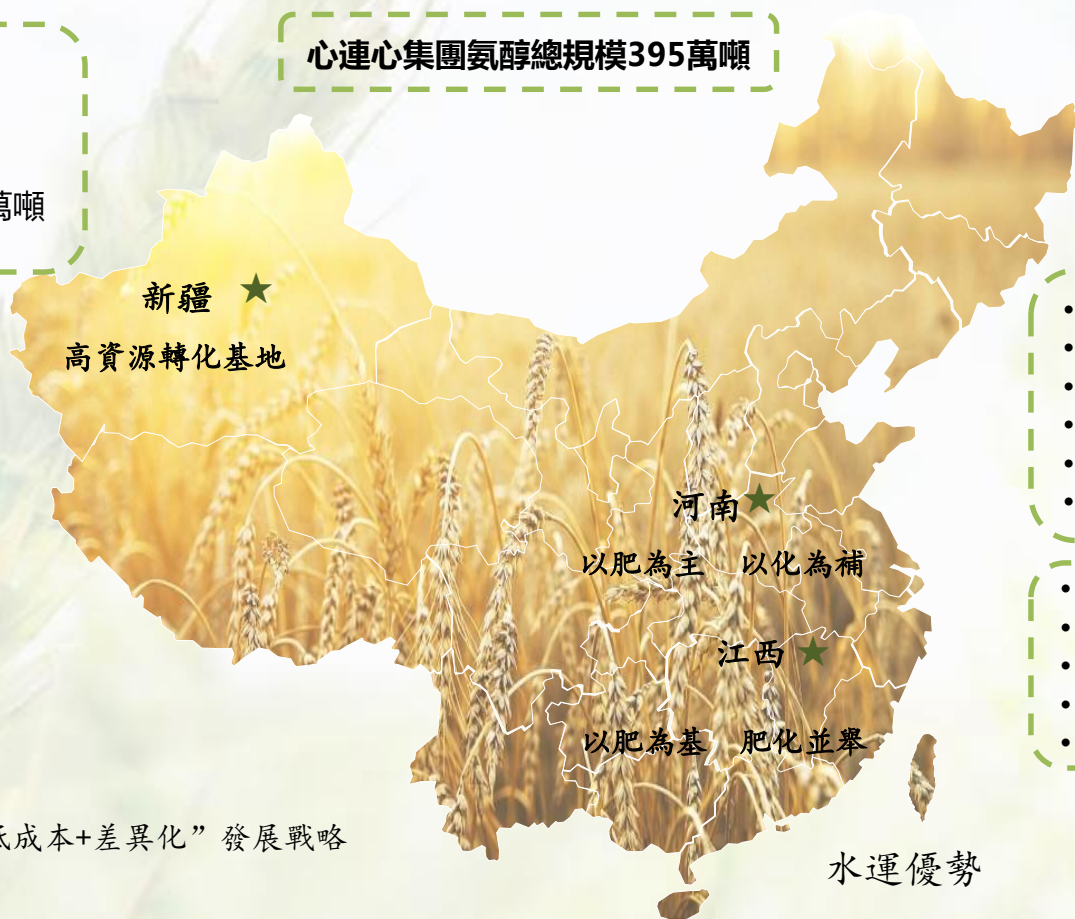 心連心集團氨醇總規模395萬噸
萬噸
新疆
高資源轉化基地
河南
以肥為主 以化為補
江西
以肥為基 肥化並舉
低成本+差異化”發展戰略
水運優勢